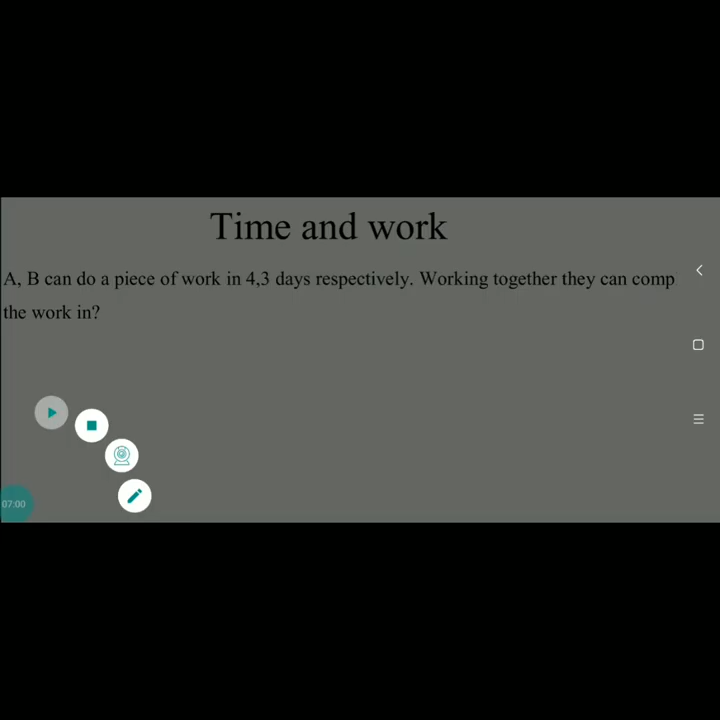 Time and work
A, B can do a piece of work in 4,3 days respectively. Working together they can comp
the work in?
07:00